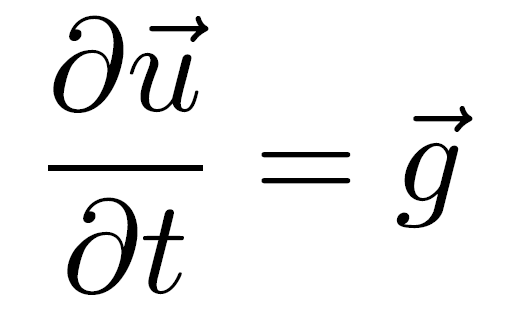 ∂u⃗/∂t = g⃗